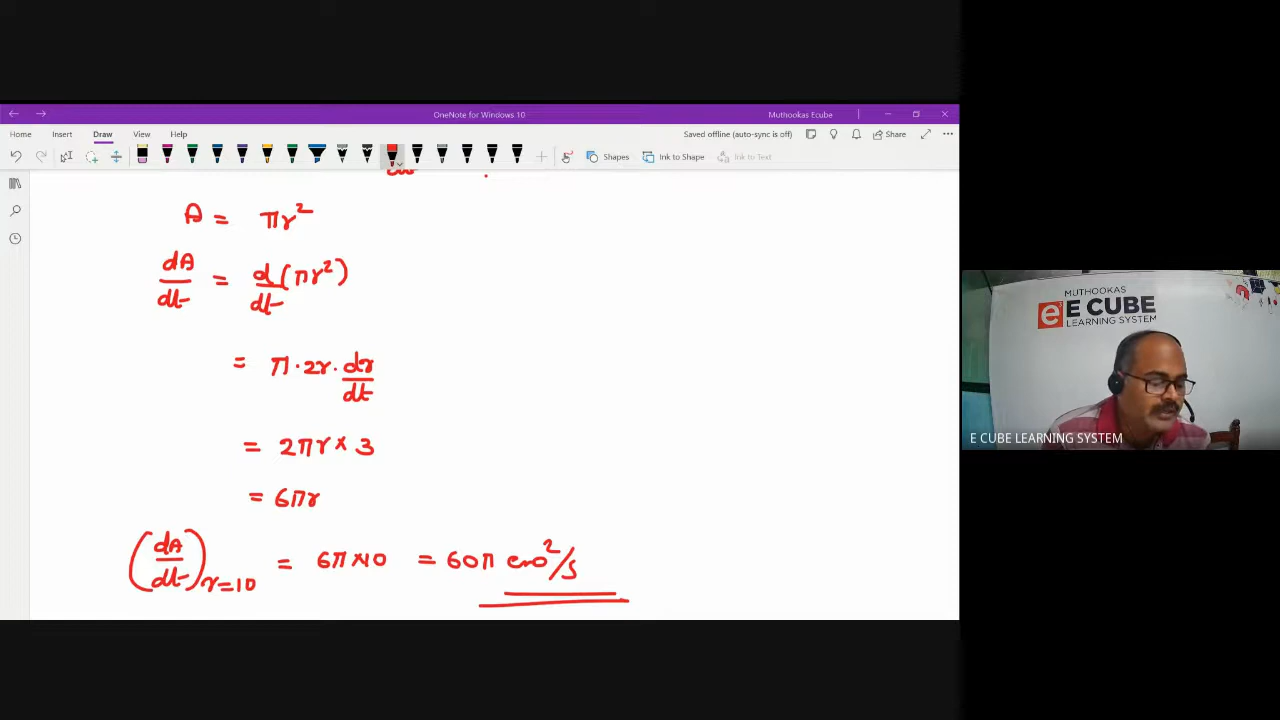 OneNote for Windows 10
Muthookas Ecube
Home Insert Draw View Help
Saved offline (auto-sync is off)
Share
Shapes
Ink to Shape
Ink to Text
A = πr²
dA/dt = d/dt (πr²)
= π · 2r · dr/dt
= 2πr × 3
= 6πr
(dA/dt) r=10 = 6π×10 = 60π cm²/s
MUTHOOKAS
e³ E CUBE
LEARNING SYSTEM
E CUBE LEARNING SYSTEM